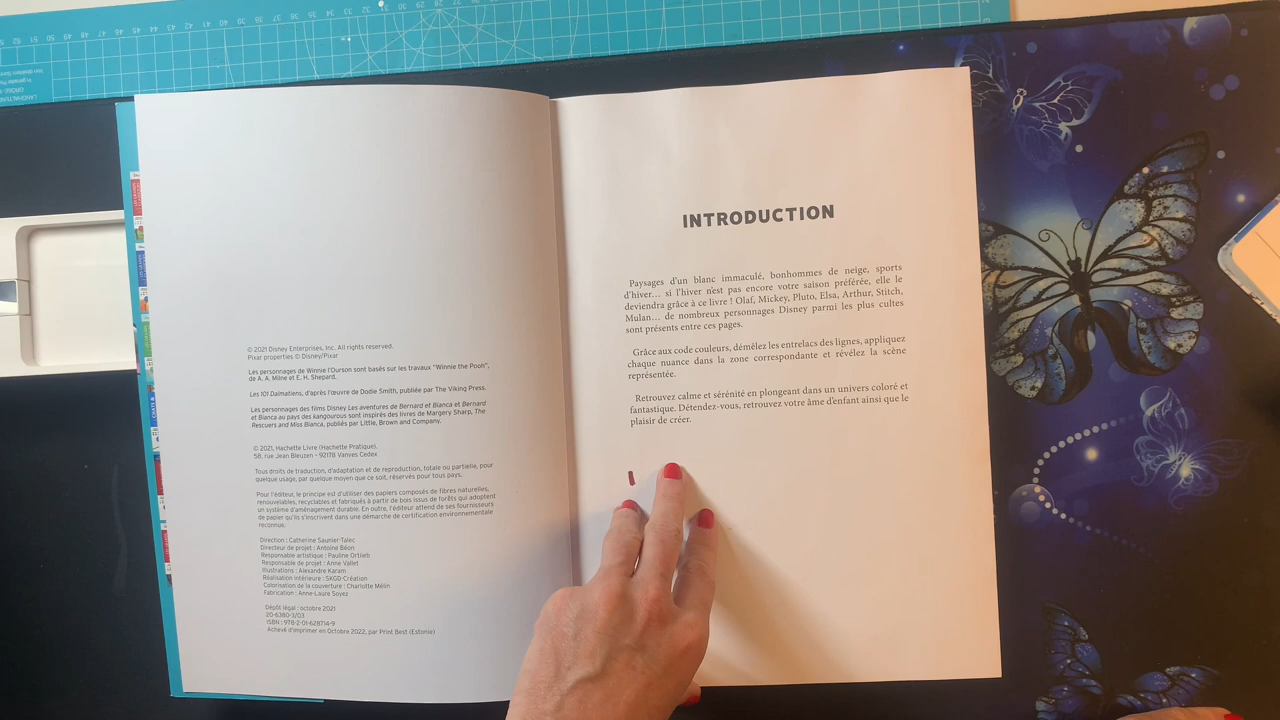 © 2021 Disney Enterprises, Inc. All rights reserved.
Pixar properties © Disney/Pixar
Les personnages de Winnie l'Ourson sont basés sur les travaux "Winnie the Pooh",
de A. A. Milne et E. H. Shepard.
Les 101 Dalmatiens, d'après l'œuvre de Dodie Smith, publiée par The Viking Press.
Les personnages des films Disney Les aventures de Bernard et Bianca et Bernard
et Bianca au pays des kangourous sont inspirés des livres de Margery Sharp, The
Rescuers and Miss Bianca, publiés par Little, Brown and Company.
© 2021, Hachette Livre (Hachette Pratique).
58, rue Jean Bleuzen – 92178 Vanves Cedex
Tous droits de traduction, d'adaptation et de reproduction, totale ou partielle, pour
quelque usage, par quelque moyen que ce soit, réservés pour tous pays.
Pour l'éditeur, le principe est d'utiliser des papiers composés de fibres naturelles,
renouvelables, recyclables et fabriqués à partir de bois issus de forêts qui adoptent
un système d'aménagement durable. En outre, l'éditeur attend de ses fournisseurs
de papier qu'ils s'inscrivent dans une démarche de certification environnementale
reconnue.
Direction : Catherine Saunier-Talec
Directeur de projet : Antoine Béon
Responsable artistique : Pauline Ortlieb
Responsable de projet : Anne Vallet
Illustrations : Alexandre Karam
Réalisation intérieure : SKGD-Création
Colorisation de la couverture : Charlotte Mélin
Fabrication : Anne-Laure Soyez
Dépôt légal : octobre 2021
20-6380-3/03
ISBN : 978-2-01-628714-9
Achevé d'imprimer en Octobre 2022, par Print Best (Estonie)
INTRODUCTION
Paysages d'un blanc immaculé, bonhommes de neige, sports
d'hiver... si l'hiver n'est pas encore votre saison préférée, elle le
deviendra grâce à ce livre ! Olaf, Mickey, Pluto, Elsa, Arthur, Stitch,
Mulan... de nombreux personnages Disney parmi les plus cultes
sont présents entre ces pages.
Grâce aux code couleurs, démêlez les entrelacs des lignes, appliquez
chaque nuance dans la zone correspondante et révélez la scène
représentée.
Retrouvez calme et sérénité en plongeant dans un univers coloré et
fantastique. Détendez-vous, retrouvez votre âme d'enfant ainsi que le
plaisir de créer.